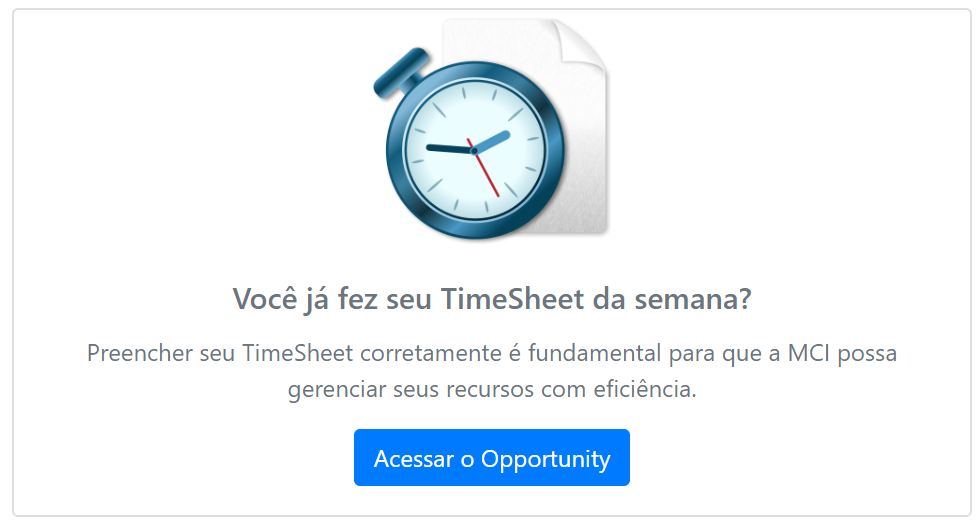 Você já fez seu TimeSheet da semana?
Preencher seu TimeSheet corretamente é fundamental para que a MCI possa
gerenciar seus recursos com eficiência.
Acessar o Opportunity